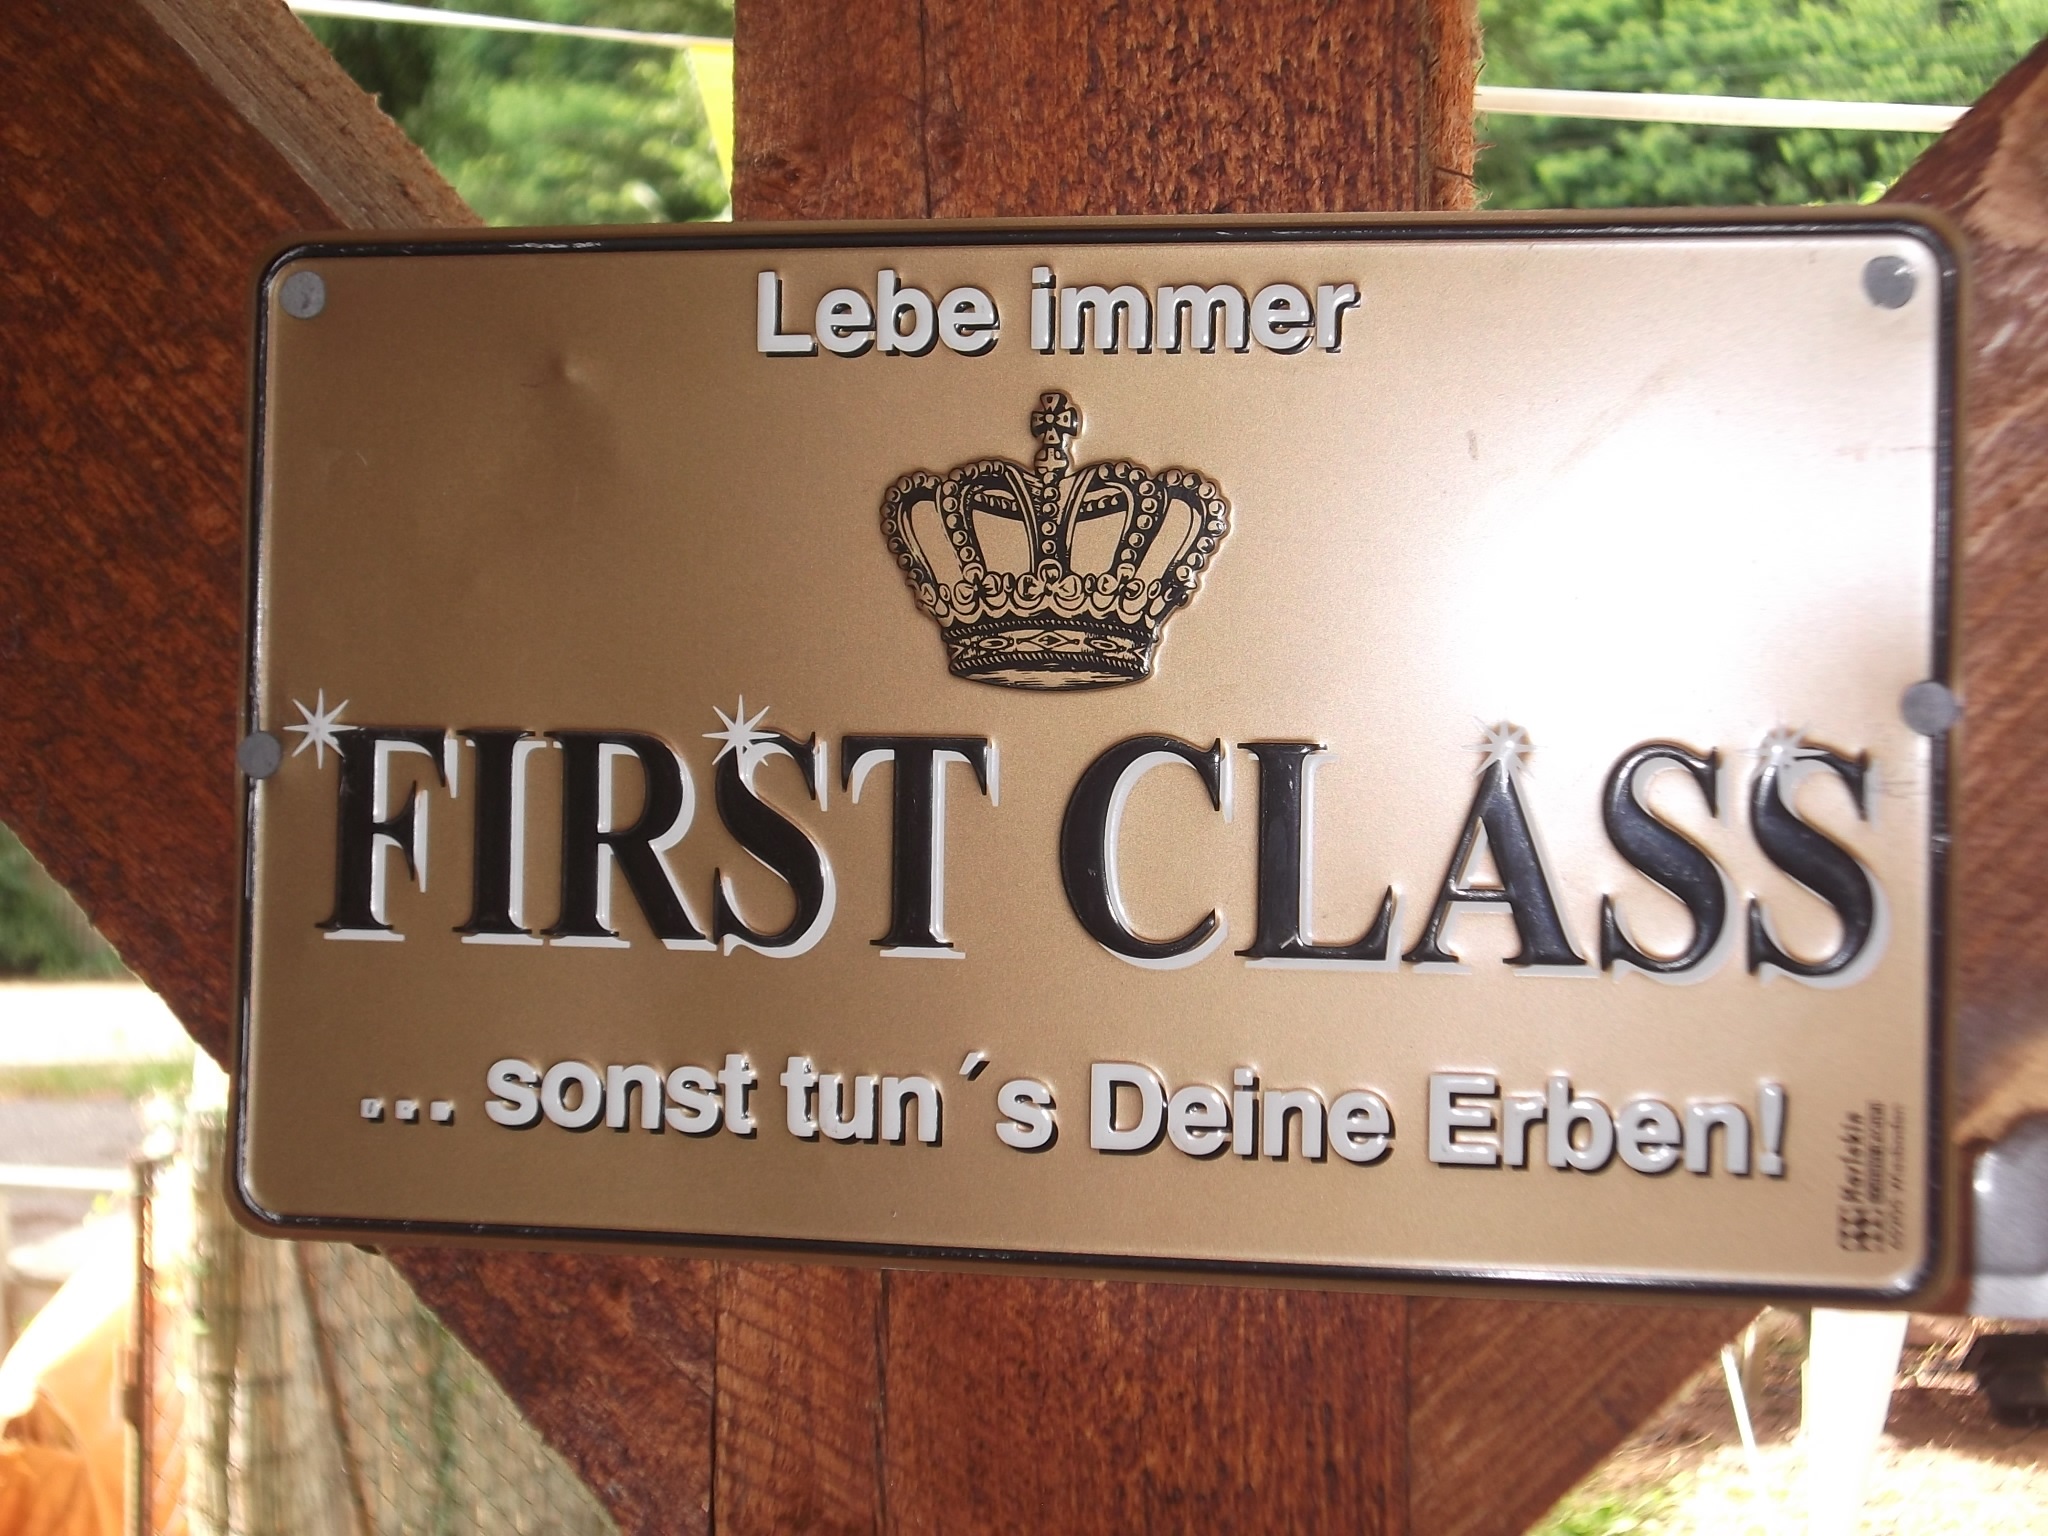 Lebe immer
FIRST CLASS
... sonst tun´s Deine Erben!